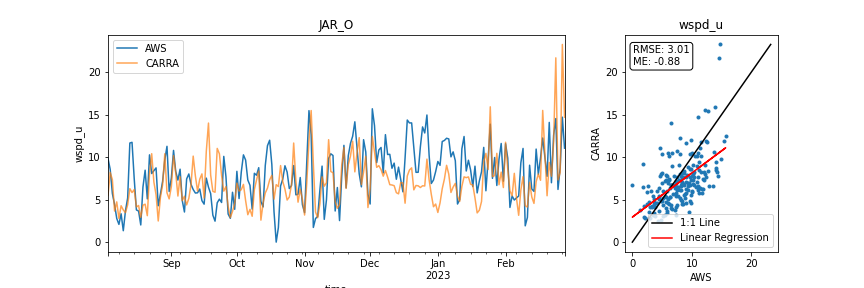 JAR_O
AWS
CARRA
wspd_u
20
15
10
5
0
Sep
Oct
Nov
Dec
Jan
2023
Feb
time
wspd_u
RMSE: 3.01
ME: -0.88
CARRA
20
15
10
5
0
1:1 Line
Linear Regression
0
10
20
AWS